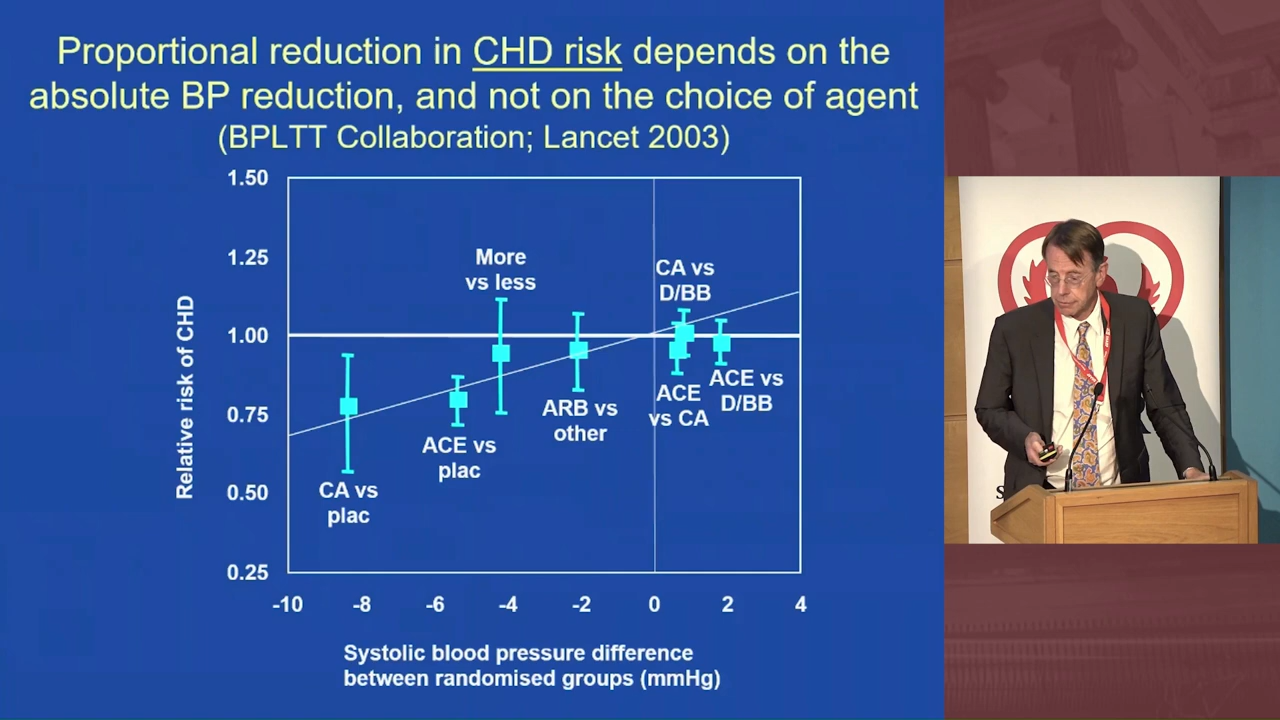 Proportional reduction in CHD risk depends on the
absolute BP reduction, and not on the choice of agent
(BPLTT Collaboration; Lancet 2003)
Relative risk of CHD
1.50
1.25
1.00
0.75
0.50
0.25
More
vs less
CA vs
D/BB
CA vs
plac
ACE vs
plac
ARB vs
other
ACE
vs CA
ACE vs
D/BB
-10 -8 -6 -4 -2 0 2 4
Systolic blood pressure difference
between randomised groups (mmHg)